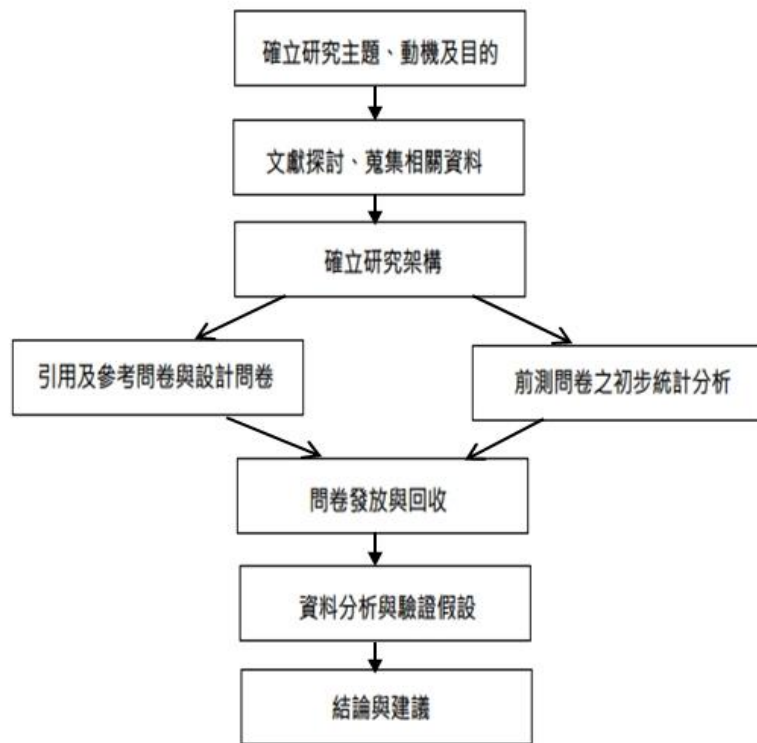 確立研究主題、動機及目的
文獻探討、蒐集相關資料
確立研究架構
引用及參考問卷與設計問卷
前測問卷之初步統計分析
問卷發放與回收
資料分析與驗證假設
結論與建議